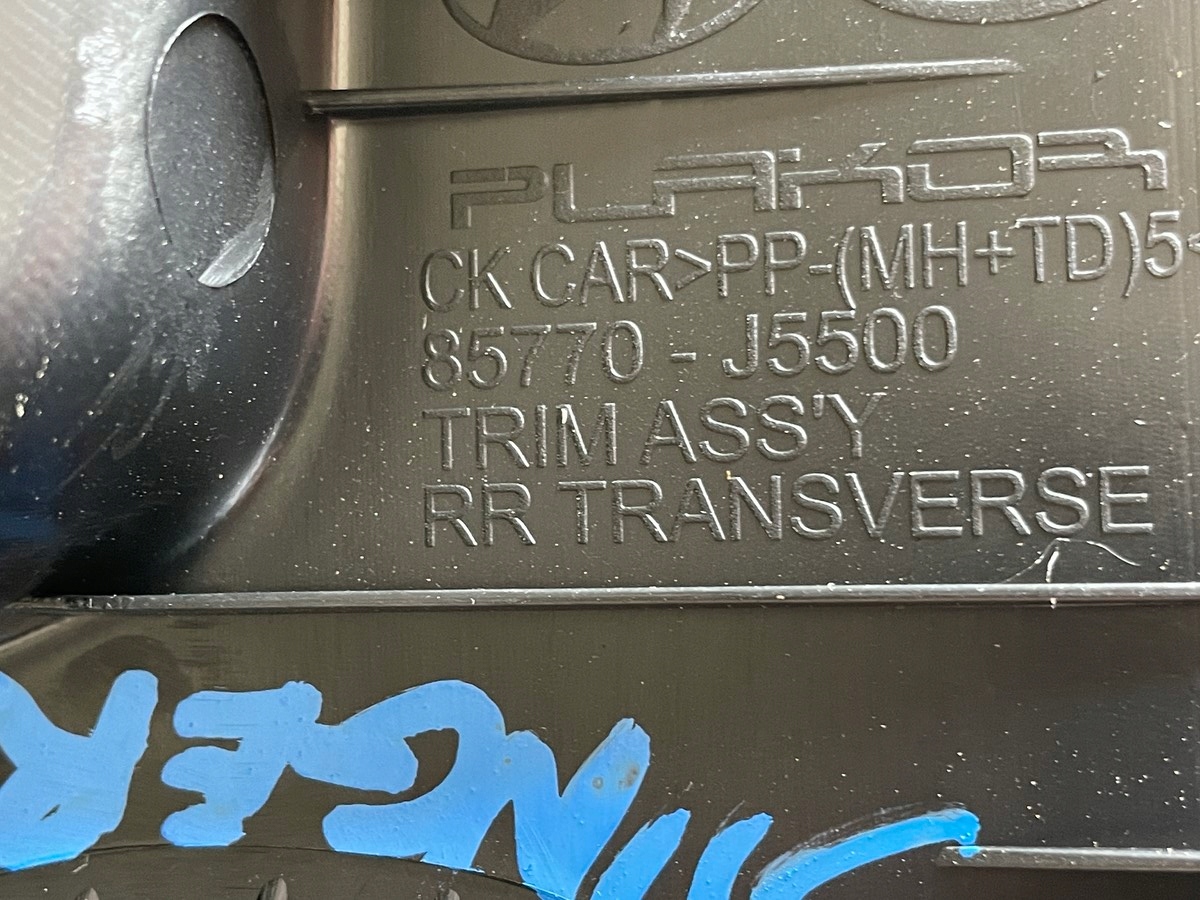 PLAKOR
CK CAR>PP-(MH+TD)5<
85770 - J5500
TRIM ASS'Y
RR TRANSVERSE